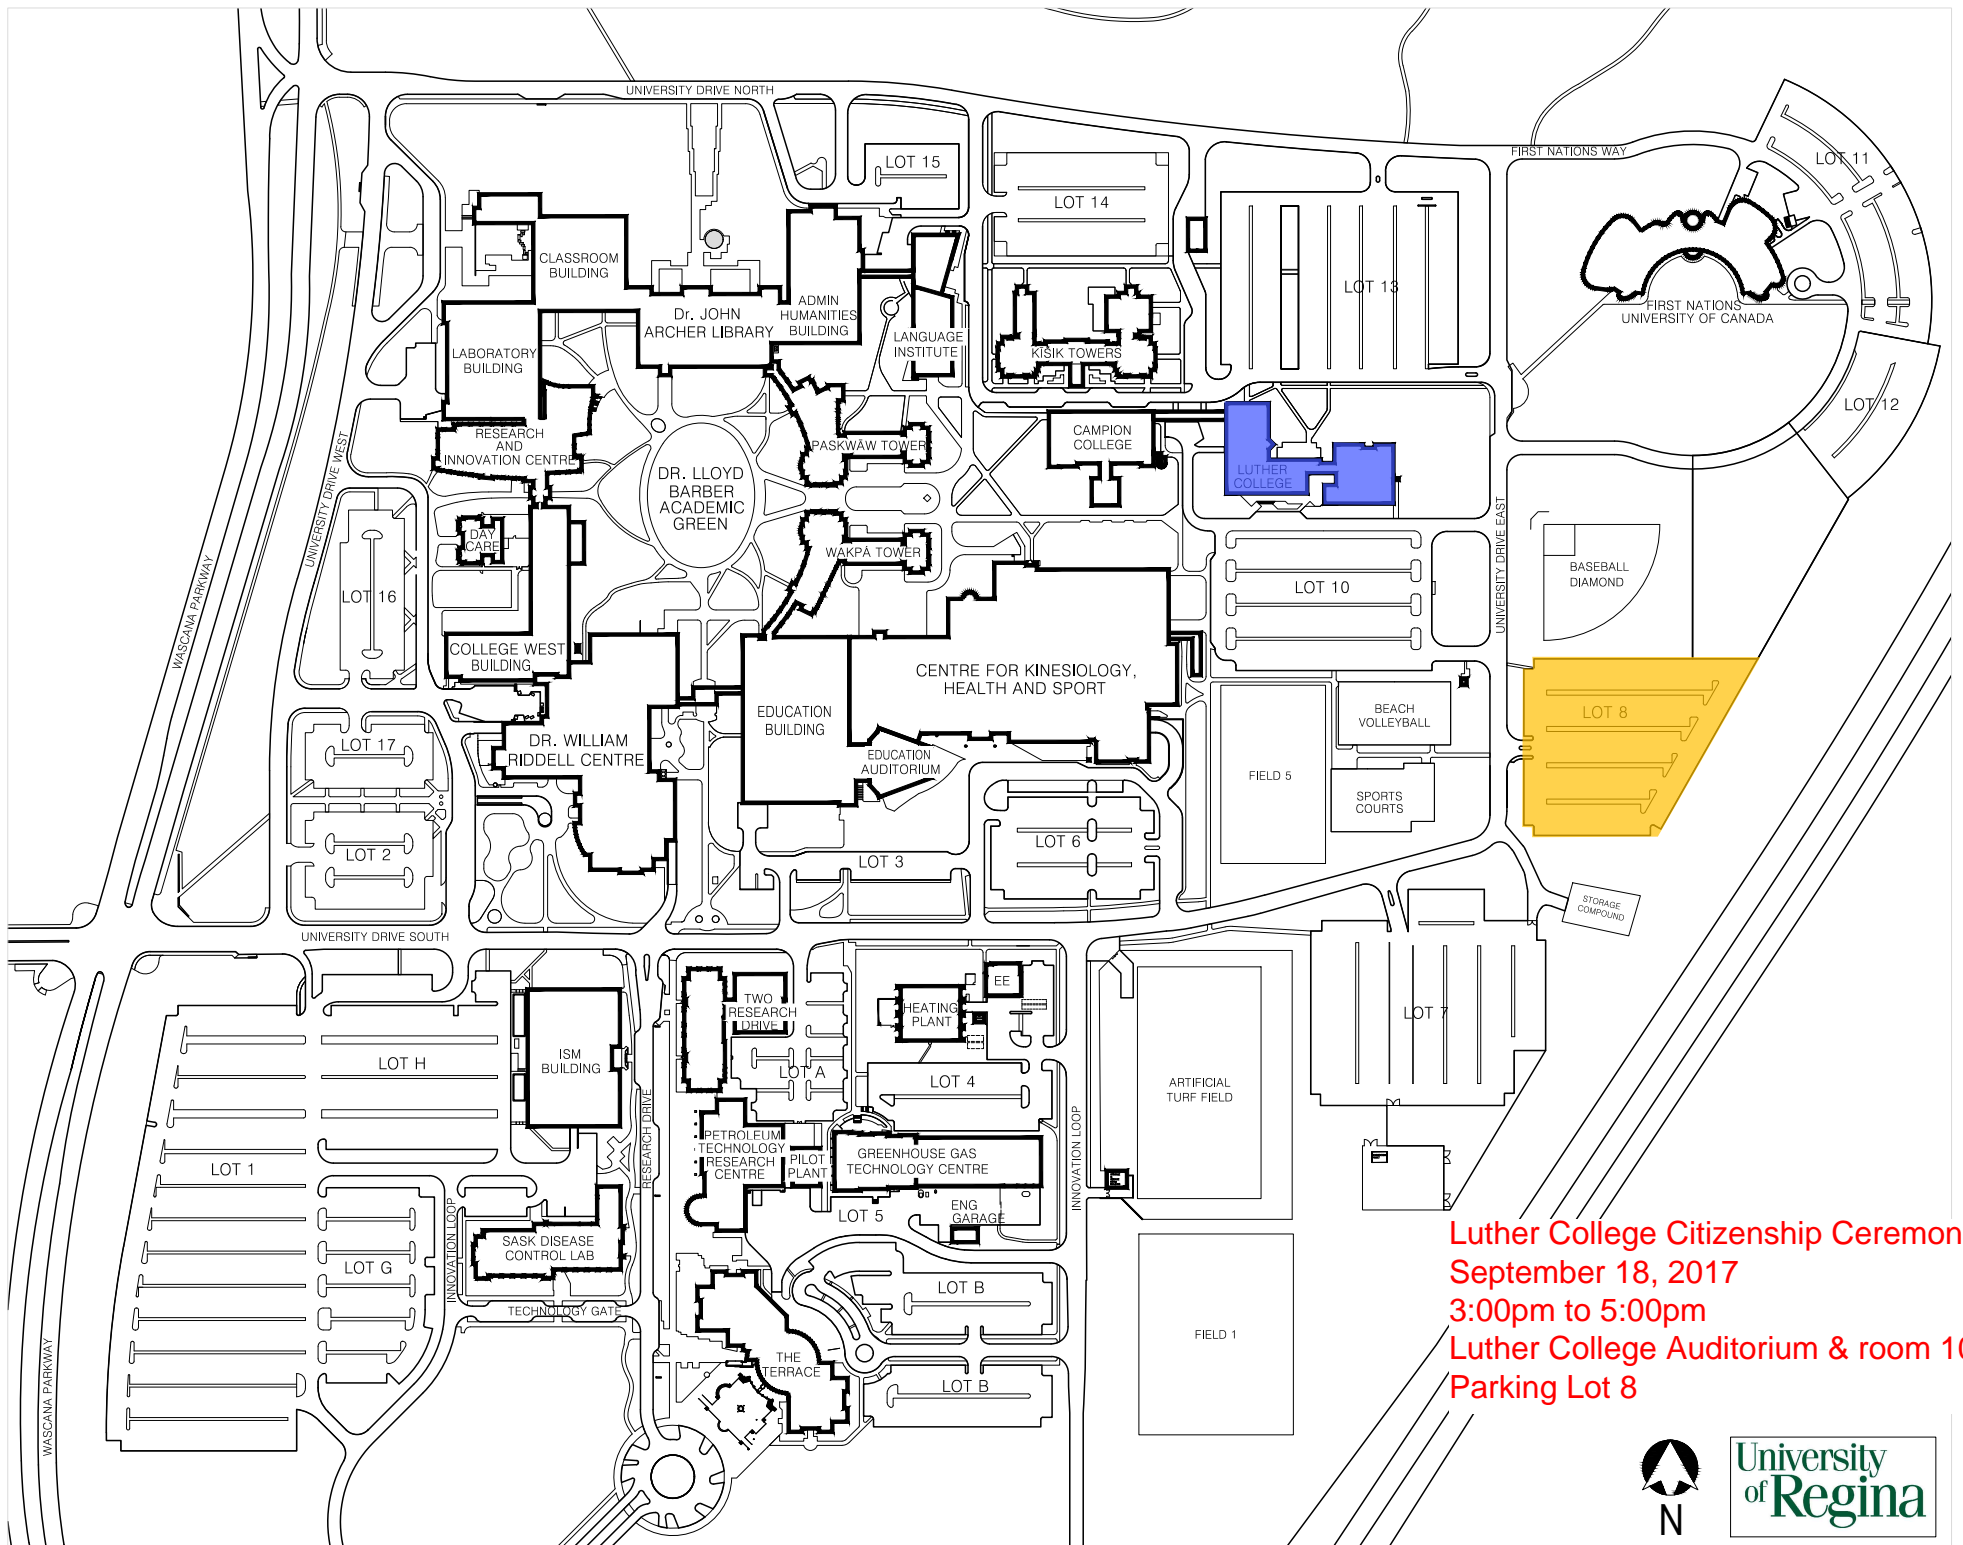 UNIVERSITY DRIVE NORTH
FIRST NATIONS WAY
LOT 11
LOT 15
LOT 14
LOT 13
CLASSROOM
BUILDING
ADMIN
HUMANITIES
BUILDING
Dr. JOHN
ARCHER LIBRARY
LANGUAGE
INSTITUTE
KĪSIK TOWERS
FIRST NATIONS
UNIVERSITY OF CANADA
LABORATORY
BUILDING
LOT 12
RESEARCH
AND
INNOVATION CENTRE
PASKWĀW TOWER
CAMPION
COLLEGE
LUTHER
COLLEGE
DR. LLOYD
BARBER
ACADEMIC
GREEN
UNIVERSITY DRIVE WEST
WASCANA PARKWAY
DAY
CARE
WAKPÁ TOWER
LOT 16
LOT 10
UNIVERSITY DRIVE EAST
BASEBALL
DIAMOND
COLLEGE WEST
BUILDING
CENTRE FOR KINESIOLOGY,
HEALTH AND SPORT
EDUCATION
BUILDING
BEACH
VOLLEYBALL
LOT 8
LOT 17
DR. WILLIAM
RIDDELL CENTRE
EDUCATION
AUDITORIUM
FIELD 5
SPORTS
COURTS
LOT 2
LOT 3
LOT 6
STORAGE
COMPOUND
UNIVERSITY DRIVE SOUTH
TWO
RESEARCH
DRIVE
HEATING
PLANT
EE
LOT 7
LOT H
ISM
BUILDING
LOT A
LOT 4
ARTIFICIAL
TURF FIELD
RESEARCH DRIVE
INNOVATION LOOP
LOT 1
PETROLEUM
TECHNOLOGY
RESEARCH
CENTRE
PILOT
PLANT
GREENHOUSE GAS
TECHNOLOGY CENTRE
LOT 5
ENG
GARAGE
INNOVATION LOOP
SASK DISEASE
CONTROL LAB
LOT G
TECHNOLOGY GATE
LOT B
FIELD 1
THE
TERRACE
LOT B
WASCANA PARKWAY
Luther College Citizenship Ceremon
September 18, 2017
3:00pm to 5:00pm
Luther College Auditorium & room 10
Parking Lot 8
N
University
of Regina